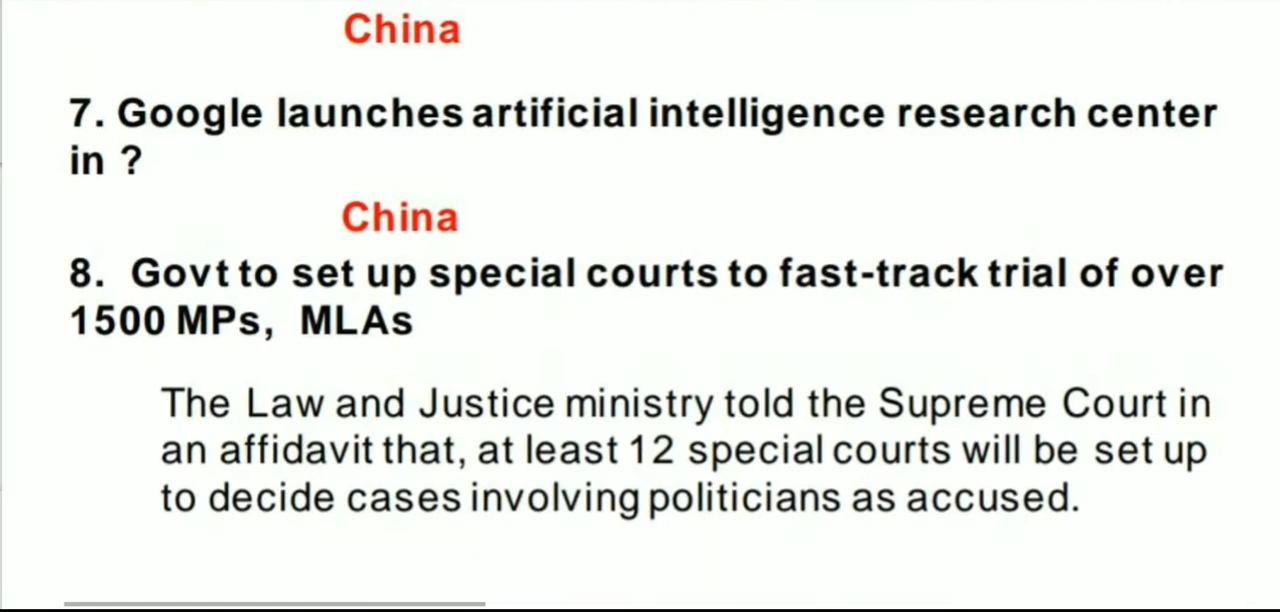 China
7. Google launches artificial intelligence research center
in ?
China
8. Govt to set up special courts to fast-track trial of over
1500 MPs, MLAs
The Law and Justice ministry told the Supreme Court in
an affidavit that, at least 12 special courts will be set up
to decide cases involving politicians as accused.